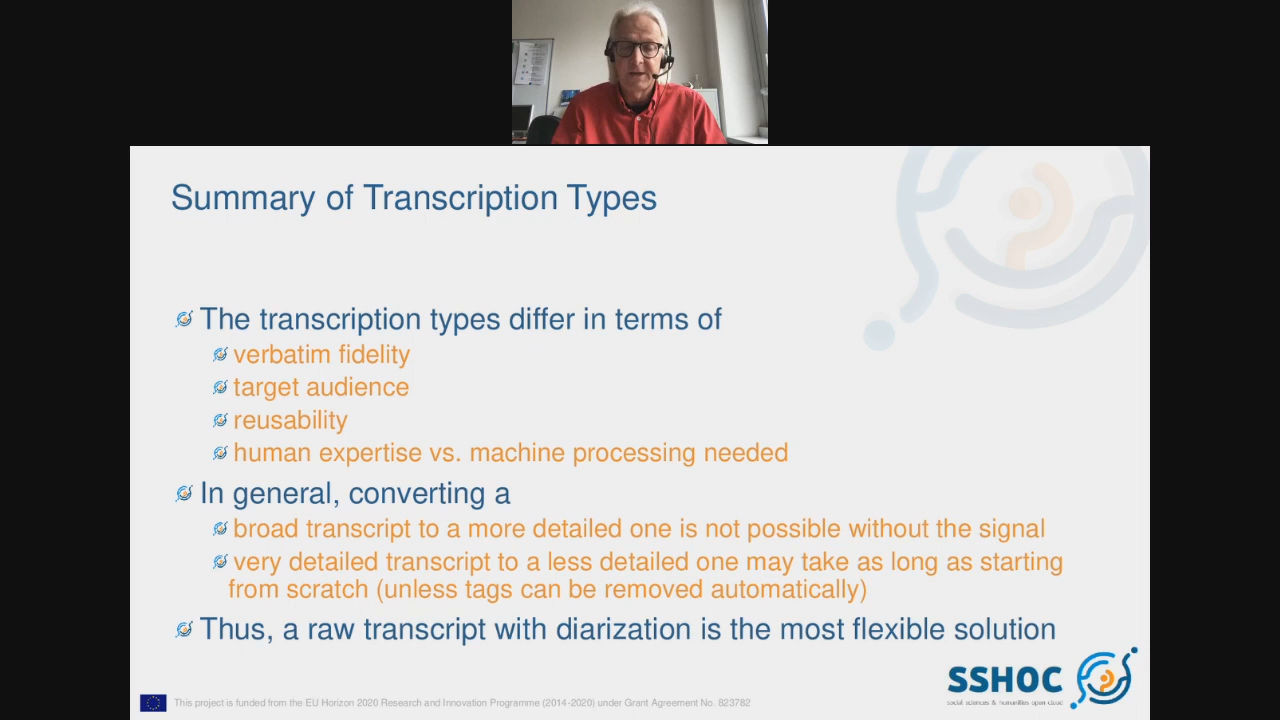 Summary of Transcription Types
The transcription types differ in terms of
verbatim fidelity
target audience
reusability
human expertise vs. machine processing needed
In general, converting a
broad transcript to a more detailed one is not possible without the signal
very detailed transcript to a less detailed one may take as long as starting
from scratch (unless tags can be removed automatically)
Thus, a raw transcript with diarization is the most flexible solution
SSHOC
social sciences & humanities open cloud
This project is funded from the EU Horizon 2020 Research and Innovation Programme (2014-2020) under Grant Agreement No. 823782